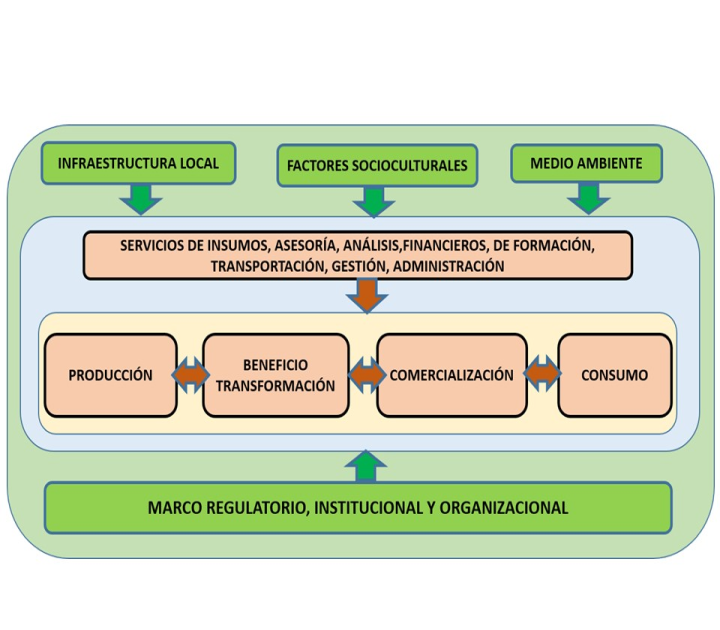 INFRAESTRUCTURA LOCAL
FACTORES SOCIOCULTURALES
MEDIO AMBIENTE
SERVICIOS DE INSUMOS, ASESORÍA, ANÁLISIS,FINANCIEROS, DE FORMACIÓN,
TRANSPORTACIÓN, GESTIÓN, ADMINISTRACIÓN
PRODUCCIÓN
BENEFICIO
TRANSFORMACIÓN
COMERCIALIZACIÓN
CONSUMO
MARCO REGULATORIO, INSTITUCIONAL Y ORGANIZACIONAL